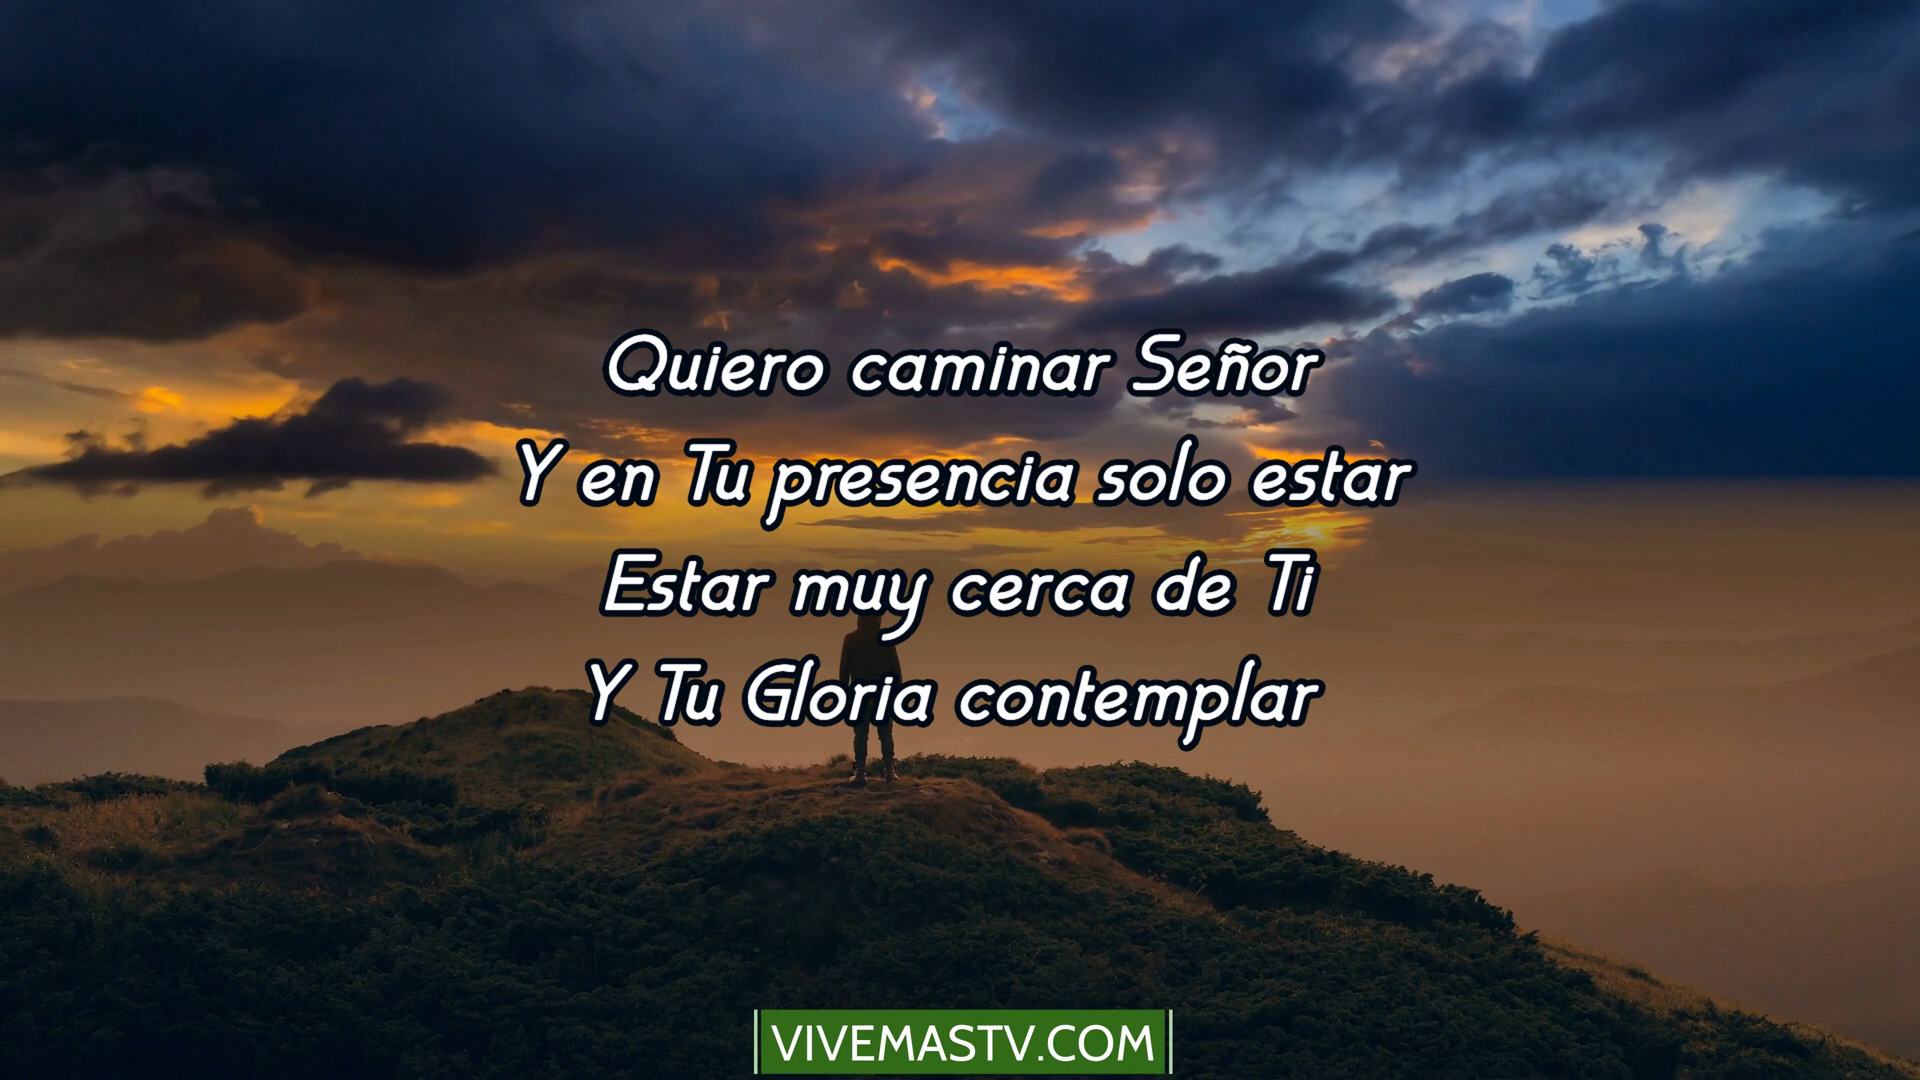 Quiero caminar Señor
Y en Tu presencia solo estar
Estar muy cerca de Ti
Y Tu Gloria contemplar
VIVEMASTV.COM